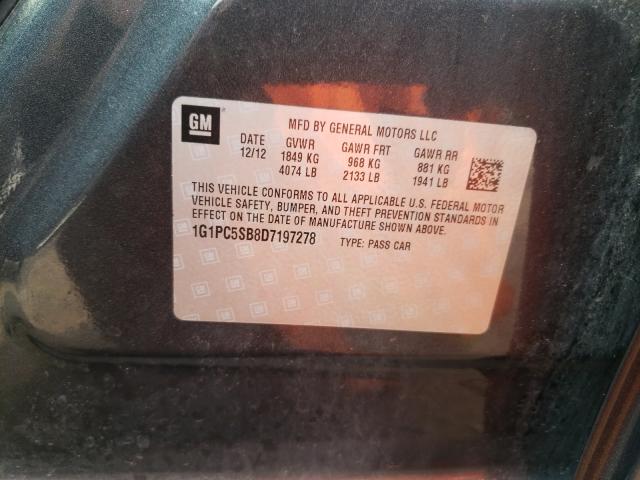 GM
MFD BY GENERAL MOTORS LLC
DATE GVWR GAWR FRT GAWR RR
12/12 1849 KG 968 KG 881 KG
4074 LB 2133 LB 1941 LB
THIS VEHICLE CONFORMS TO ALL APPLICABLE U.S. FEDERAL MOTOR
VEHICLE SAFETY, BUMPER, AND THEFT PREVENTION STANDARDS IN
EFFECT ON THE DATE OF MANUFACTURE SHOWN ABOVE.
1G1PC5SB8D7197278 TYPE: PASS CAR